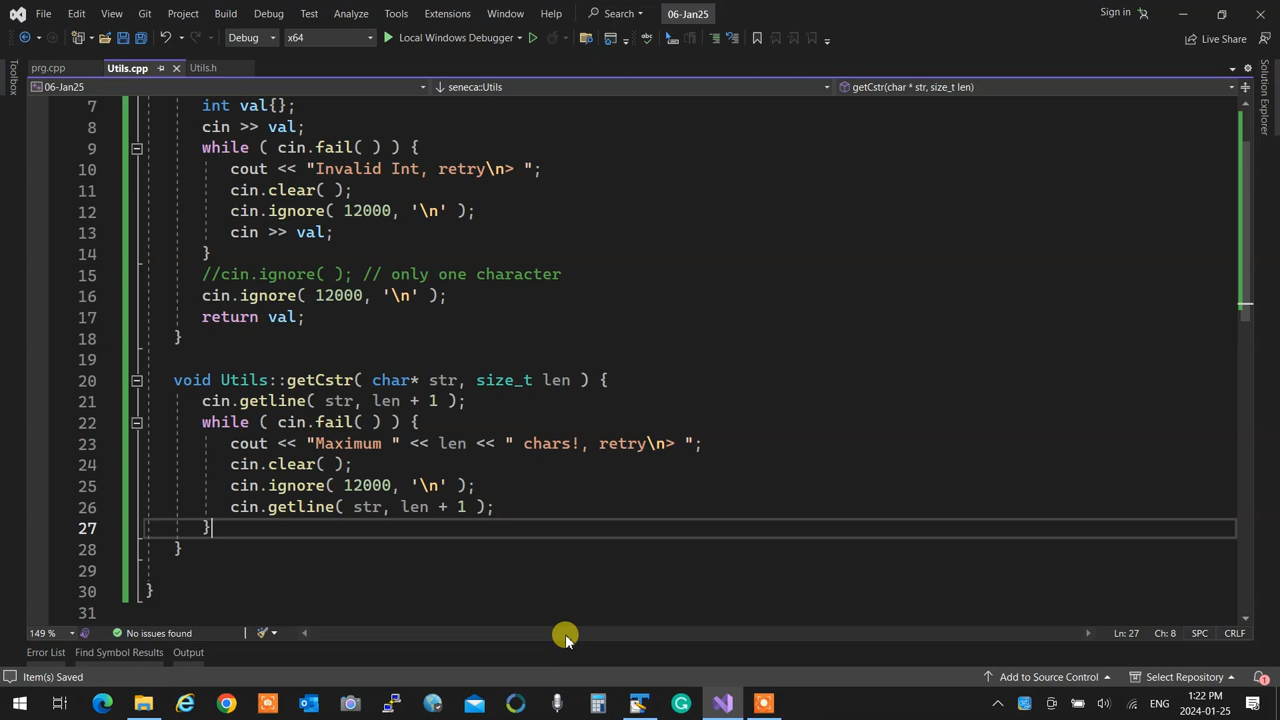 File Edit View Git Project Build Debug Test Analyze Tools Extensions Window Help Search 06-Jan25 Sign in
Debug x64 Local Windows Debugger Live Share
prg.cpp Utils.cpp Utils.h
06-Jan25 seneca::Utils getCstr(char * str, size_t len)
Toolbox
Solution Explorer
7 int val{};
8 cin >> val;
9 while ( cin.fail( ) ) {
10 cout << "Invalid Int, retry\n> ";
11 cin.clear( );
12 cin.ignore( 12000, '\n' );
13 cin >> val;
14 }
15 //cin.ignore( ); // only one character
16 cin.ignore( 12000, '\n' );
17 return val;
18 }
19
20 void Utils::getCstr( char* str, size_t len ) {
21 cin.getline( str, len + 1 );
22 while ( cin.fail( ) ) {
23 cout << "Maximum " << len << " chars!, retry\n> ";
24 cin.clear( );
25 cin.ignore( 12000, '\n' );
26 cin.getline( str, len + 1 );
27 }
28 }
29
30 }
31
149 % No issues found Ln: 27 Ch: 8 SPC CRLF
Error List Find Symbol Results Output
Item(s) Saved Add to Source Control Select Repository 1
ENG 1:22 PM
2024-01-25